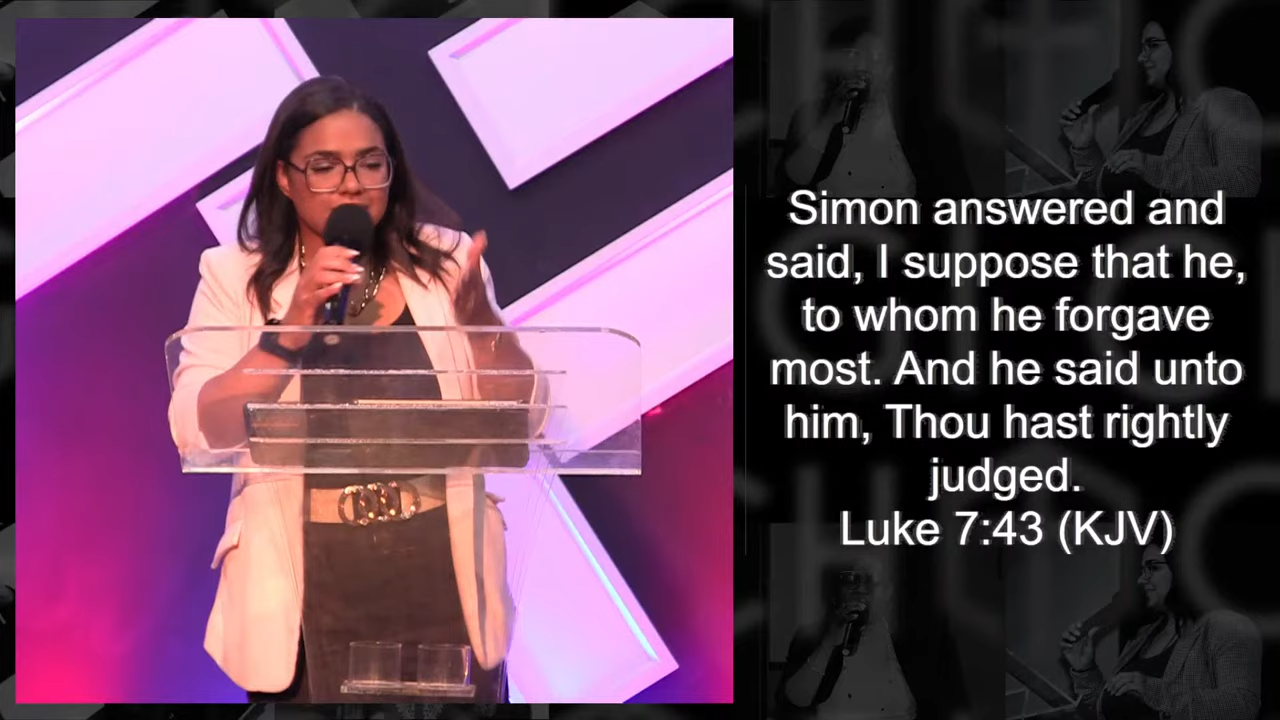 Simon answered and
said, I suppose that he,
to whom he forgave
most. And he said unto
him, Thou hast rightly
judged.
Luke 7:43 (KJV)